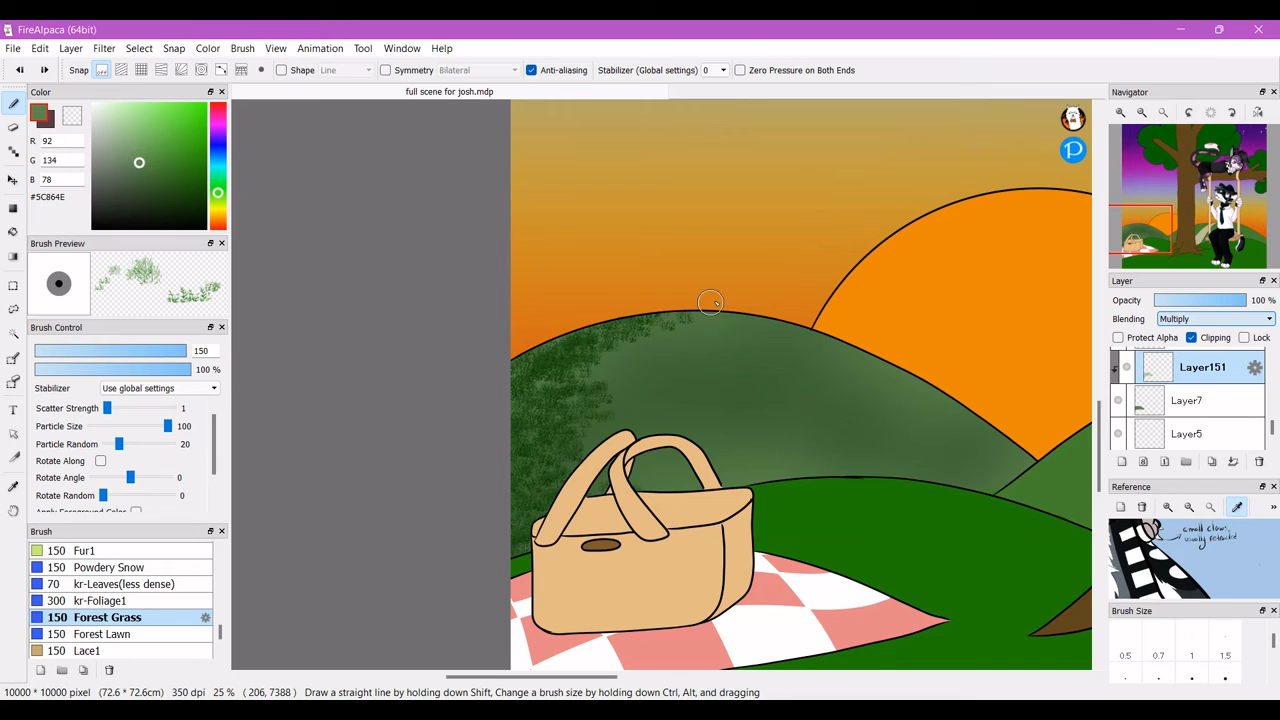 FireAlpaca (64bit)
File Edit Layer Filter Select Snap Color Brush View Animation Tool Window Help
Snap Shape Line Symmetry Bilateral Anti-aliasing Stabilizer (Global settings) 0 Zero Pressure on Both Ends
Color
full scene for josh.mdp
Navigator
R 92
G 134
B 78
#5C864E
Brush Preview
Layer
Opacity 100 %
Blending Multiply
Protect Alpha Clipping Lock
Brush Control
150
100 %
Stabilizer Use global settings
Scatter Strength 1
Particle Size 100
Particle Random 20
Rotate Along
Rotate Angle 0
Rotate Random 0
Layer151
Layer7
Layer5
Reference
small claws,
usually retracted
Brush
150 Fur1
150 Powdery Snow
70 kr-Leaves(less dense)
300 kr-Foliage1
150 Forest Grass
150 Forest Lawn
150 Lace1
Brush Size
0.5 0.7 1 1.5
10000 * 10000 pixel (72.6 * 72.6cm) 350 dpi 25 % ( 206, 7388 ) Draw a straight line by holding down Shift, Change a brush size by holding down Ctrl, Alt, and dragging